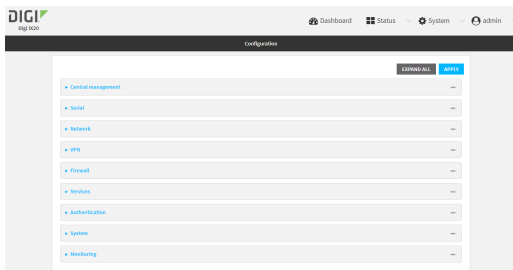 DIGI
Digi IX20
Dashboard Status System admin
Configuration
EXPAND ALL APPLY
Central management
Serial
Network
VPN
Firewall
Services
Authentication
System
Monitoring